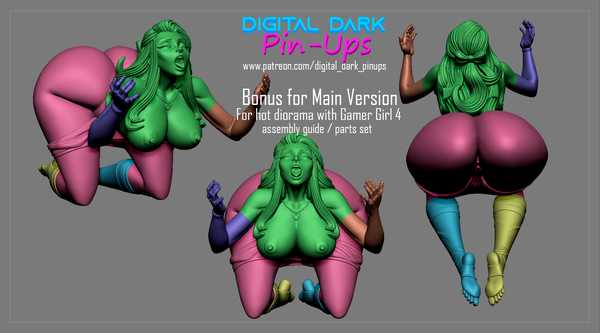 DIGITAL DARK
Pin-Ups
www.patreon.com/digital_dark_pinups
Bonus for Main Version
For hot diorama with Gamer Girl 4
assembly guide / parts set